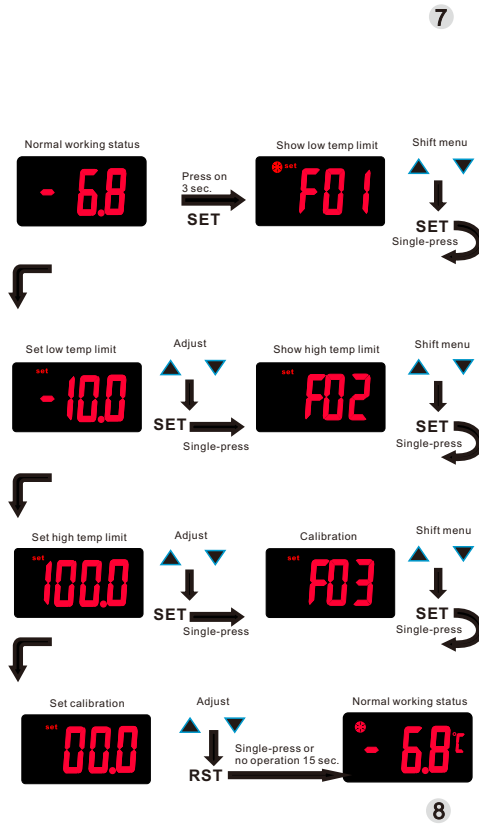 7
Normal working status
Show low temp limit
Shift menu
- 6.8
Press on
3 sec.
SET
set
F01
SET
Single-press
Set low temp limit
Adjust
Show high temp limit
Shift menu
set
-10.0
SET
Single-press
set
F02
SET
Single-press
Set high temp limit
Adjust
Calibration
Shift menu
set
100.0
SET
Single-press
set
F03
SET
Single-press
Set calibration
Adjust
Normal working status
set
00.0
RST
Single-press or
no operation 15 sec.
- 6.8°C
8